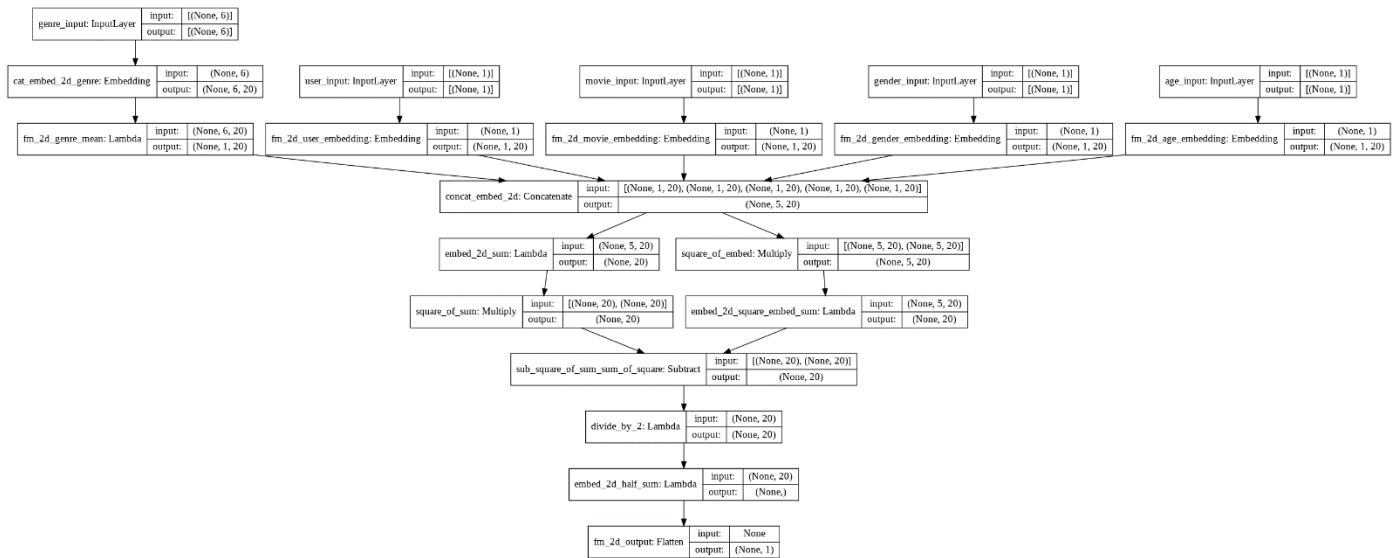 genre_input: InputLayer input: [(None, 6)]
output: [(None, 6)]
cat_embed_2d_genre: Embedding input: (None, 6)
output: (None, 6, 20)
user_input: InputLayer input: [(None, 1)]
output: [(None, 1)]
movie_input: InputLayer input: [(None, 1)]
output: [(None, 1)]
gender_input: InputLayer input: [(None, 1)]
output: [(None, 1)]
age_input: InputLayer input: [(None, 1)]
output: [(None, 1)]
fm_2d_genre_mean: Lambda input: (None, 6, 20)
output: (None, 1, 20)
fm_2d_user_embedding: Embedding input: (None, 1)
output: (None, 1, 20)
fm_2d_movie_embedding: Embedding input: (None, 1)
output: (None, 1, 20)
fm_2d_gender_embedding: Embedding input: (None, 1)
output: (None, 1, 20)
fm_2d_age_embedding: Embedding input: (None, 1)
output: (None, 1, 20)
concat_embed_2d: Concatenate input: [(None, 1, 20), (None, 1, 20), (None, 1, 20), (None, 1, 20), (None, 1, 20)]
output: (None, 5, 20)
embed_2d_sum: Lambda input: (None, 5, 20)
output: (None, 20)
square_of_embed: Multiply input: [(None, 5, 20), (None, 5, 20)]
output: (None, 5, 20)
square_of_sum: Multiply input: [(None, 20), (None, 20)]
output: (None, 20)
embed_2d_square_embed_sum: Lambda input: (None, 5, 20)
output: (None, 20)
sub_square_of_sum_sum_of_square: Subtract input: [(None, 20), (None, 20)]
output: (None, 20)
divide_by_2: Lambda input: (None, 20)
output: (None, 20)
embed_2d_half_sum: Lambda input: (None, 20)
output: (None,)
fm_2d_output: Flatten input: None
output: (None, 1)